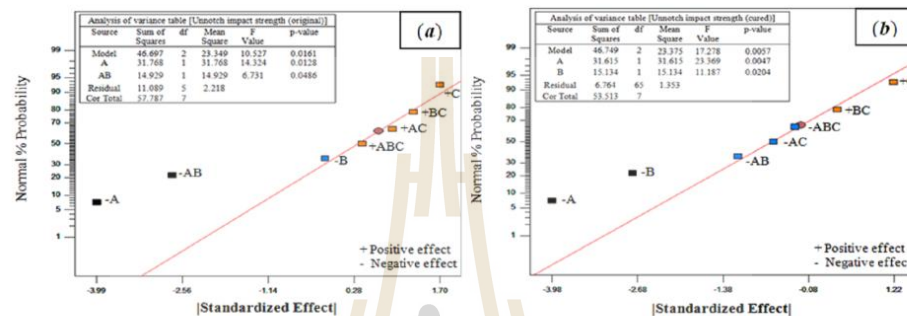 Analysis of variance table [Unnotch impact strength (original)]
Source Sum of Squares df Mean Square F Value p-value
Model 46.697 2 23.349 10.527 0.0161
A 31.768 1 31.768 14.324 0.0128
AB 14.929 1 14.929 6.731 0.0486
Residual 11.089 5 2.218
Cor Total 57.787 7
(a)
Normal % Probability
99
95
90
80
70
50
30
20
10
5
1
+C
+BC
+AC
+ABC
-B
-AB
-A
+ Positive effect
- Negative effect
-3.99 -2.56 -1.14 0.28 1.70
|Standardized Effect|
Analysis of variance table [Unnotch impact strength (cured)]
Source Sum of Squares df Mean Square F Value p-value
Model 46.749 2 23.375 17.278 0.0057
A 31.615 1 31.615 23.369 0.0047
B 15.134 1 15.134 11.187 0.0204
Residual 6.764 65 1.353
Cor Total 53.513 7
(b)
Normal % Probability
99
95
90
80
70
50
30
20
10
5
1
+BC
-ABC
-AC
-AB
-B
-A
+ Positive effect
- Negative effect
-3.98 -2.68 -1.38 -0.08 1.22
|Standardized Effect|